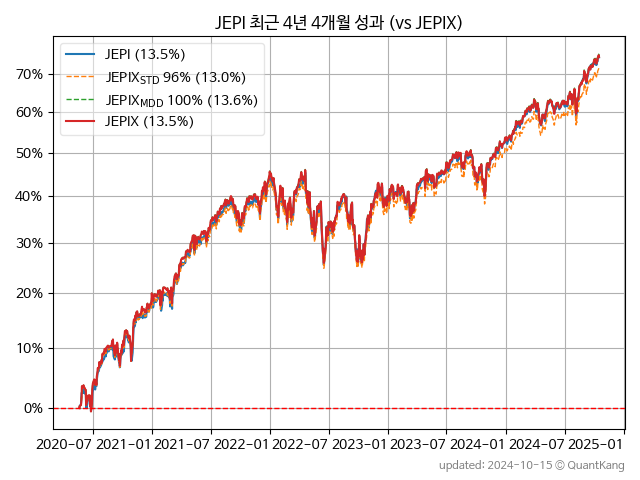 JEPI 최근 4년 4개월 성과 (vs JEPIX)
JEPI (13.5%)
JEPIXSTD 96% (13.0%)
JEPIXMDD 100% (13.6%)
JEPIX (13.5%)
70%
60%
50%
40%
30%
20%
10%
0%
2020-07 2021-01 2021-07 2022-01 2022-07 2023-01 2023-07 2024-01 2024-07 2025-01
updated: 2024-10-15 © QuantKang